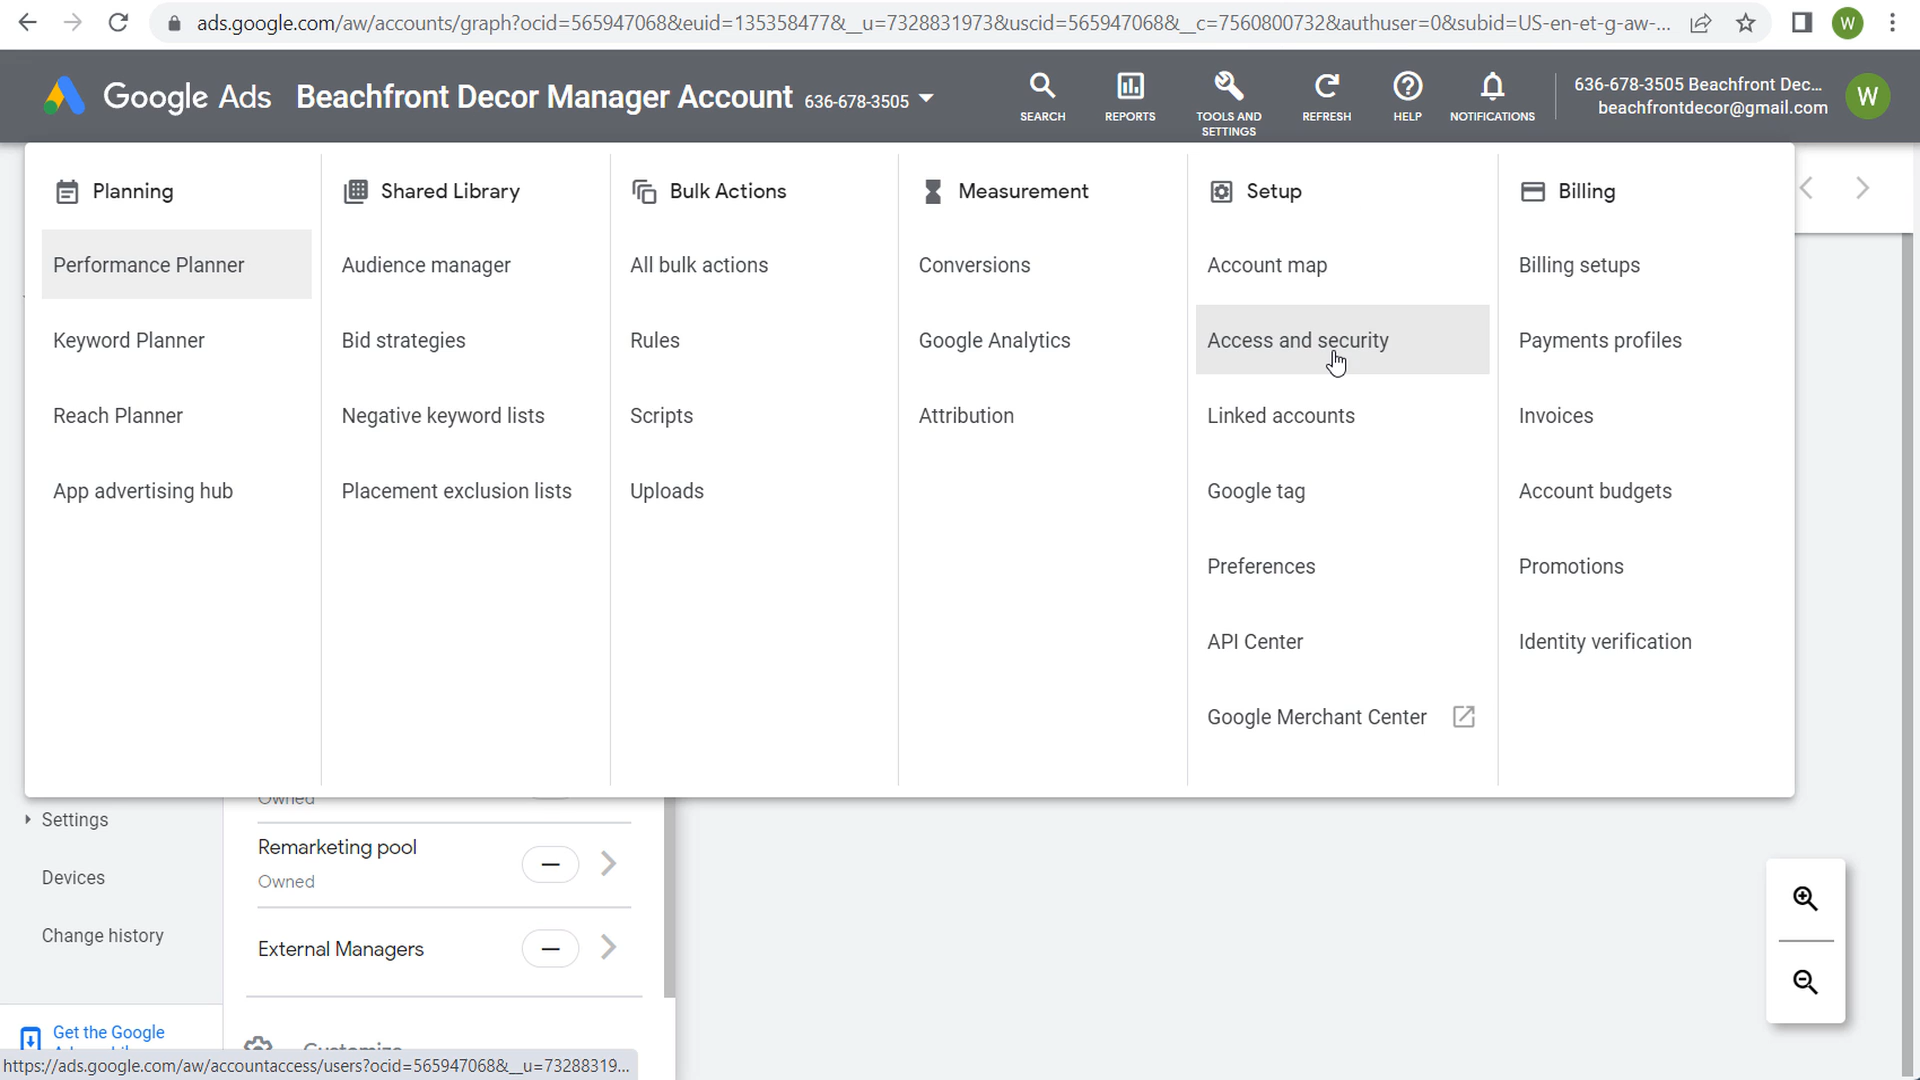 ads.google.com/aw/accounts/graph?ocid=565947068&euid=135358477&__u=7328831973&uscid=565947068&__c=7560800732&authuser=0&subid=US-en-et-g-aw-...
W
Google Ads
Beachfront Decor Manager Account 636-678-3505
SEARCH
REPORTS
TOOLS AND
SETTINGS
REFRESH
HELP
NOTIFICATIONS
636-678-3505 Beachfront Dec...
beachfrontdecor@gmail.com
W
Planning
Performance Planner
Keyword Planner
Reach Planner
App advertising hub
Shared Library
Audience manager
Bid strategies
Negative keyword lists
Placement exclusion lists
Bulk Actions
All bulk actions
Rules
Scripts
Uploads
Measurement
Conversions
Google Analytics
Attribution
Setup
Account map
Access and security
Linked accounts
Google tag
Preferences
API Center
Google Merchant Center
Billing
Billing setups
Payments profiles
Invoices
Account budgets
Promotions
Identity verification
Settings
Devices
Change history
Get the Google
Owned
Remarketing pool
Owned
External Managers
Customize
https://ads.google.com/aw/accountaccess/users?ocid=565947068&__u=73288319...